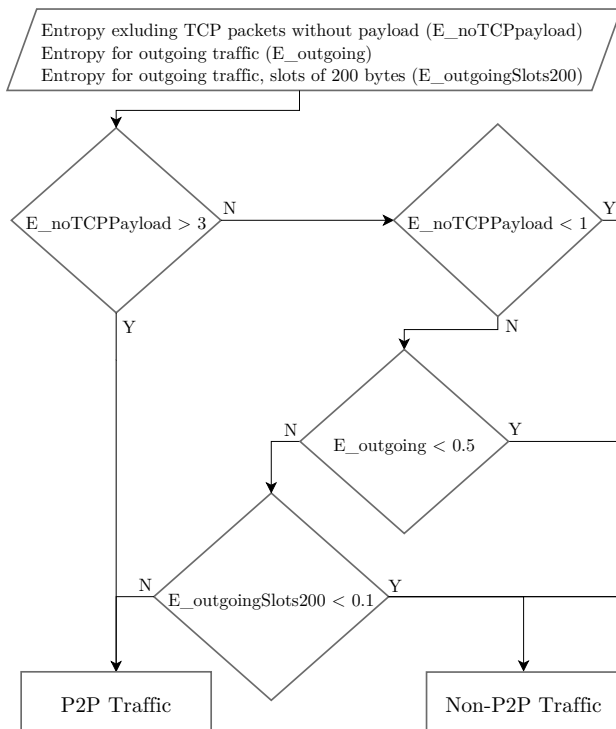 Entropy exluding TCP packets without payload (E_noTCPpayload)
Entropy for outgoing traffic (E_outgoing)
Entropy for outgoing traffic, slots of 200 bytes (E_outgoingSlots200)
E_noTCPPayload > 3
N
E_noTCPPayload < 1
Y
Y
N
E_outgoing < 0.5
N
Y
E_outgoingSlots200 < 0.1
N
Y
P2P Traffic
Non-P2P Traffic